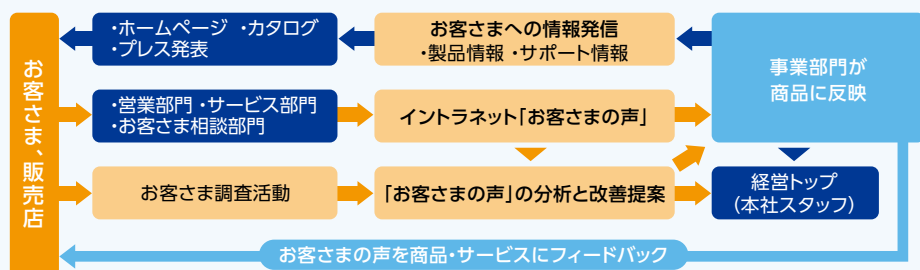 お客さま、販売店
・ホームページ ・カタログ
・プレス発表
お客さまへの情報発信
・製品情報 ・サポート情報
事業部門が
商品に反映
・営業部門 ・サービス部門
・お客さま相談部門
イントラネット「お客さまの声」
お客さま調査活動
「お客さまの声」の分析と改善提案
経営トップ
(本社スタッフ)
お客さまの声を商品・サービスにフィードバック